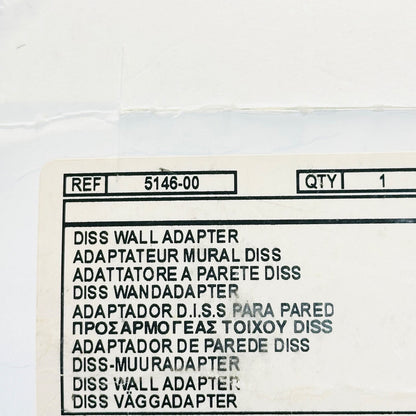 REF 5146-00 QTY 1
DISS WALL ADAPTER
ADAPTATEUR MURAL DISS
ADATTATORE A PARETE DISS
DISS WANDADAPTER
ADAPTADOR D.I.S.S PARA PARED
ΠΡΟΣΑΡΜΟΓΕΑΣ ΤΟΙΧΟΥ DISS
ADAPTADOR DE PAREDE DISS
DISS-MUURADAPTER
DISS WALL ADAPTER
DISS VÄGGADAPTER